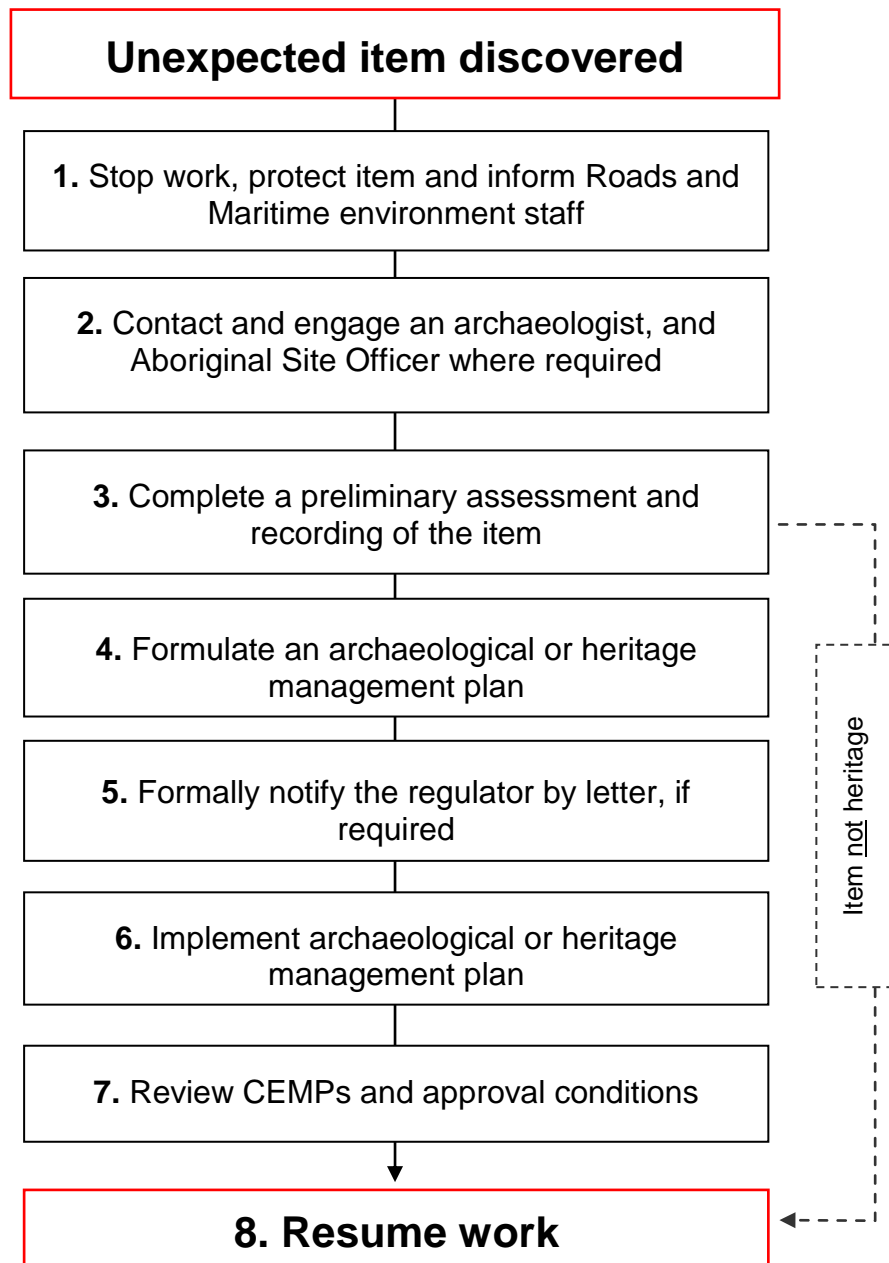 Unexpected item discovered
1. Stop work, protect item and inform Roads and
Maritime environment staff
2. Contact and engage an archaeologist, and
Aboriginal Site Officer where required
3. Complete a preliminary assessment and
recording of the item
4. Formulate an archaeological or heritage
management plan
Item not heritage
5. Formally notify the regulator by letter, if
required
6. Implement archaeological or heritage
management plan
7. Review CEMPs and approval conditions
8. Resume work